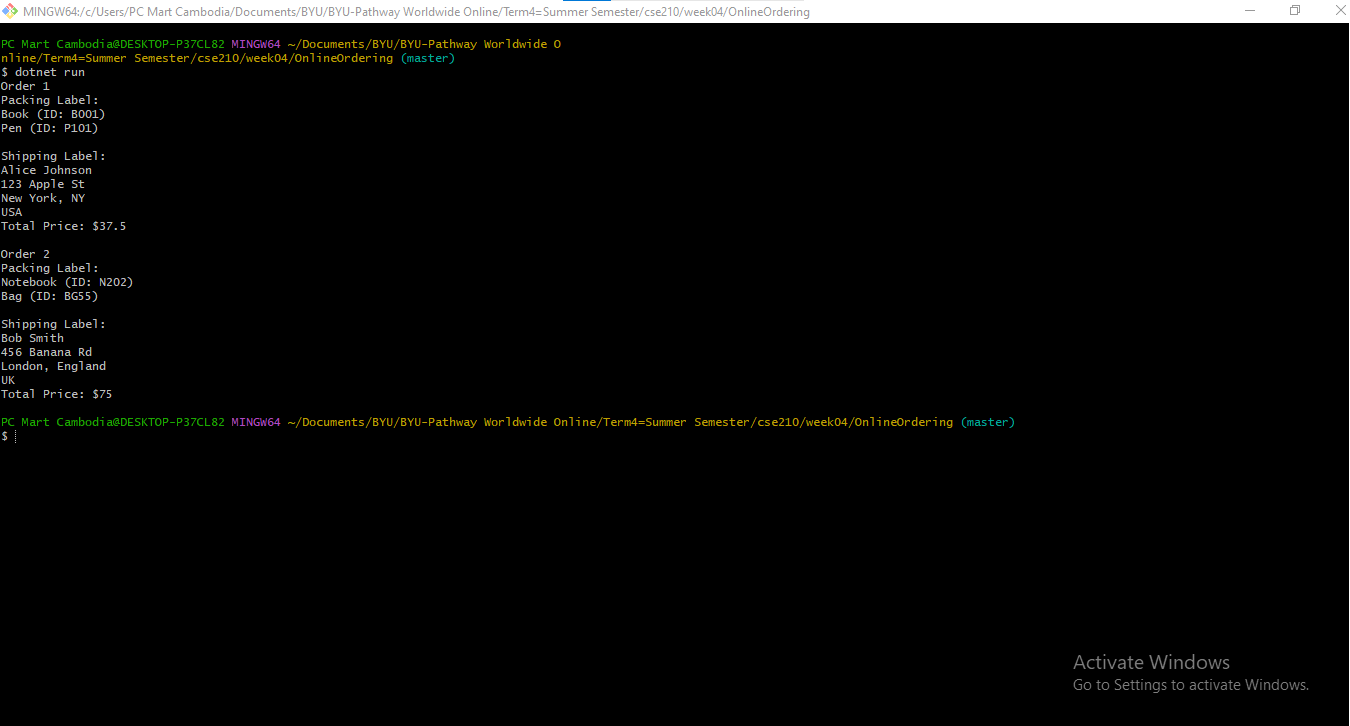 MINGW64:/c/Users/PC Mart Cambodia/Documents/BYU/BYU-Pathway Worldwide Online/Term4=Summer Semester/cse210/week04/OnlineOrdering
PC Mart Cambodia@DESKTOP-P37CL82 MINGW64 ~/Documents/BYU/BYU-Pathway Worldwide O
nline/Term4=Summer Semester/cse210/week04/OnlineOrdering (master)
$ dotnet run
Order 1
Packing Label:
Book (ID: B001)
Pen (ID: P101)
Shipping Label:
Alice Johnson
123 Apple St
New York, NY
USA
Total Price: $37.5
Order 2
Packing Label:
Notebook (ID: N202)
Bag (ID: BG55)
Shipping Label:
Bob Smith
456 Banana Rd
London, England
UK
Total Price: $75
PC Mart Cambodia@DESKTOP-P37CL82 MINGW64 ~/Documents/BYU/BYU-Pathway Worldwide Online/Term4=Summer Semester/cse210/week04/OnlineOrdering (master)
$
Activate Windows
Go to Settings to activate Windows.